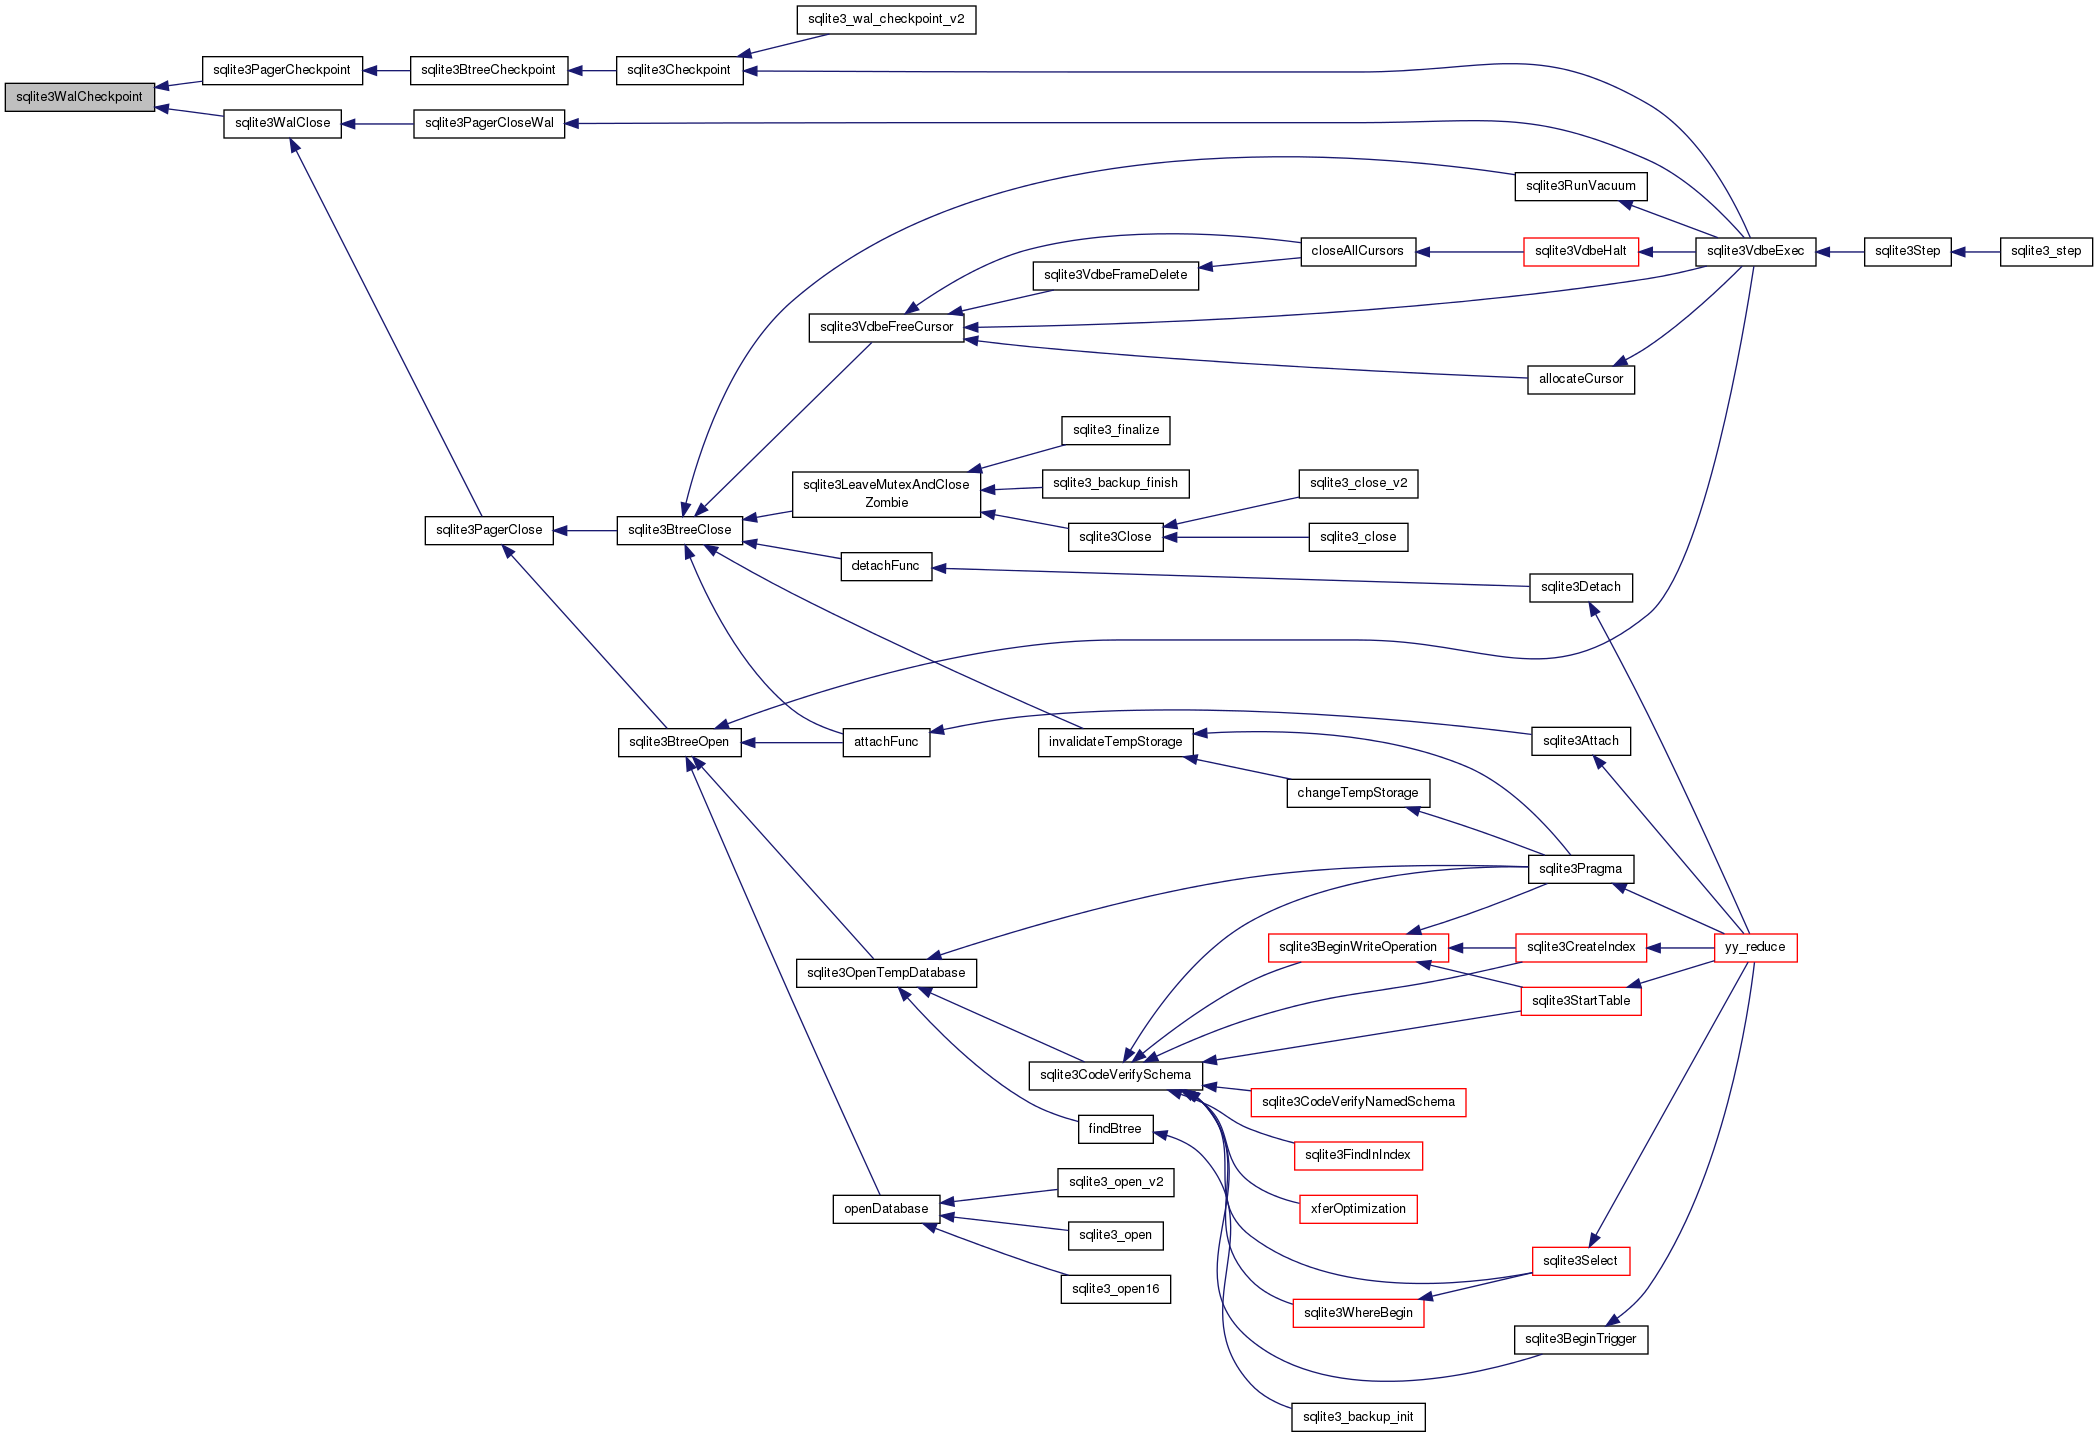 sqlite3_wal_checkpoint_v2
sqlite3PagerCheckpoint
sqlite3BtreeCheckpoint
sqlite3Checkpoint
sqlite3WalCheckpoint
sqlite3WalClose
sqlite3PagerCloseWal
sqlite3RunVacuum
closeAllCursors
sqlite3VdbeHalt
sqlite3VdbeExec
sqlite3Step
sqlite3_step
sqlite3VdbeFrameDelete
sqlite3VdbeFreeCursor
allocateCursor
sqlite3_finalize
sqlite3LeaveMutexAndClose
Zombie
sqlite3_backup_finish
sqlite3_close_v2
sqlite3PagerClose
sqlite3BtreeClose
sqlite3Close
sqlite3_close
detachFunc
sqlite3Detach
sqlite3BtreeOpen
attachFunc
invalidateTempStorage
sqlite3Attach
changeTempStorage
sqlite3Pragma
sqlite3BeginWriteOperation
sqlite3CreateIndex
yy_reduce
sqlite3OpenTempDatabase
sqlite3StartTable
sqlite3CodeVerifySchema
sqlite3CodeVerifyNamedSchema
findBtree
sqlite3FindInIndex
sqlite3_open_v2
openDatabase
xferOptimization
sqlite3_open
sqlite3Select
sqlite3_open16
sqlite3WhereBegin
sqlite3BeginTrigger
sqlite3_backup_init